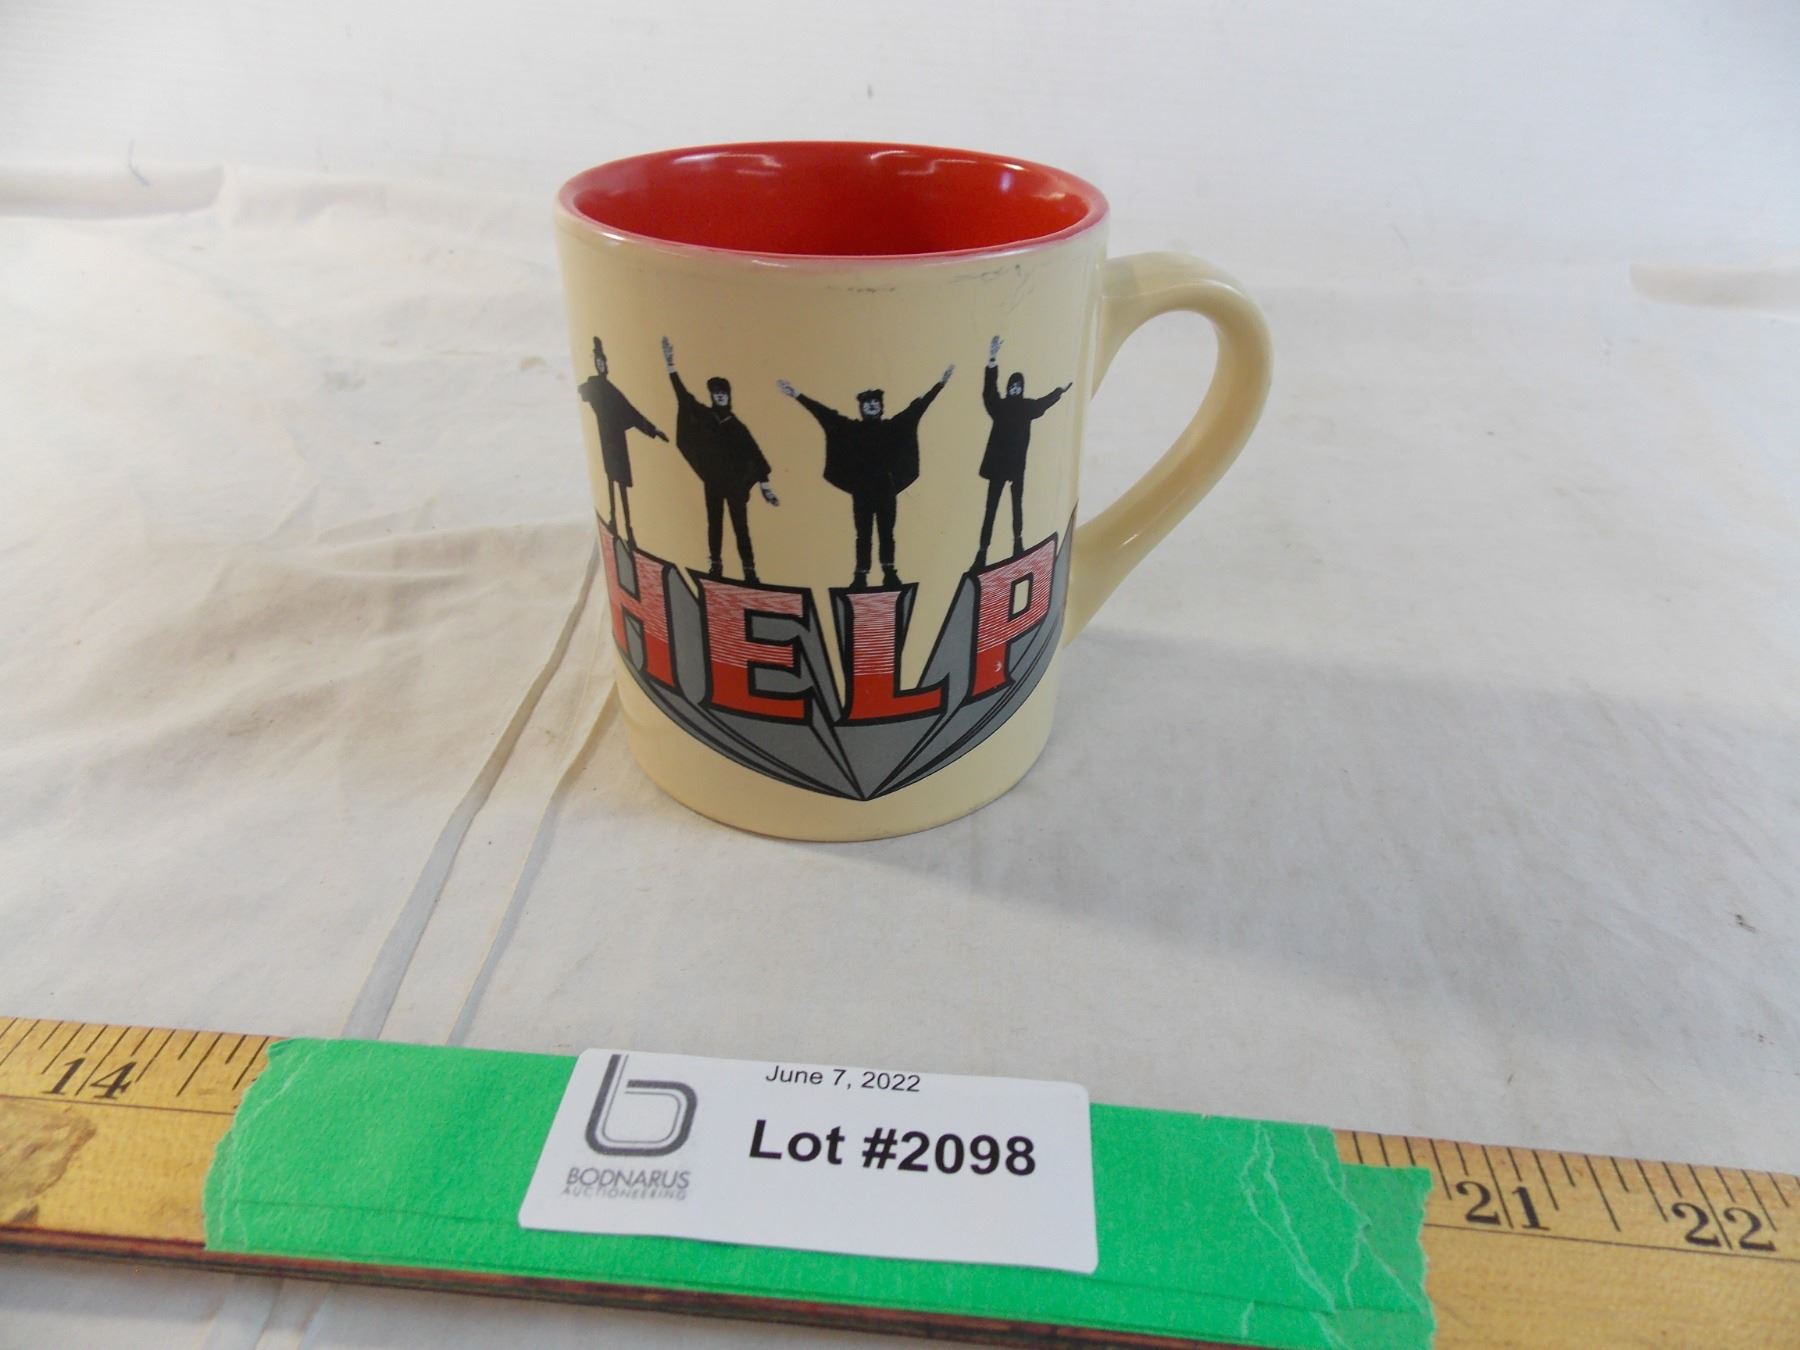 HELP
June 7, 2022
Lot #2098
BODNARUS
AUCTIONEERING
14
21
22